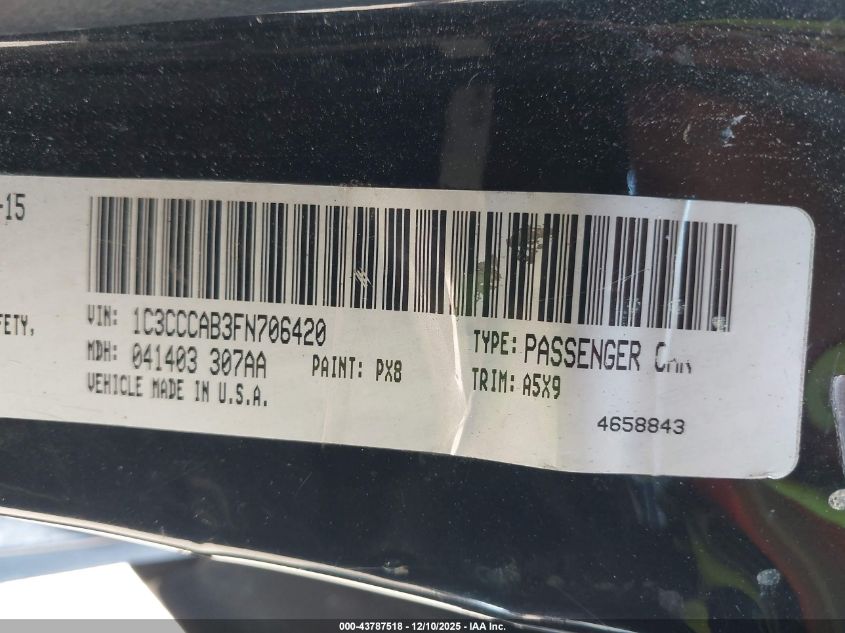 -15
FETY,
VIN: 1C3CCCAB3FN706420
TYPE: PASSENGER CAR
MDH: 041403 307AA
PAINT: PX8
TRIM: A5X9
VEHICLE MADE IN U.S.A.
4658843
000-43787518 - 12/10/2025 - IAA Inc.